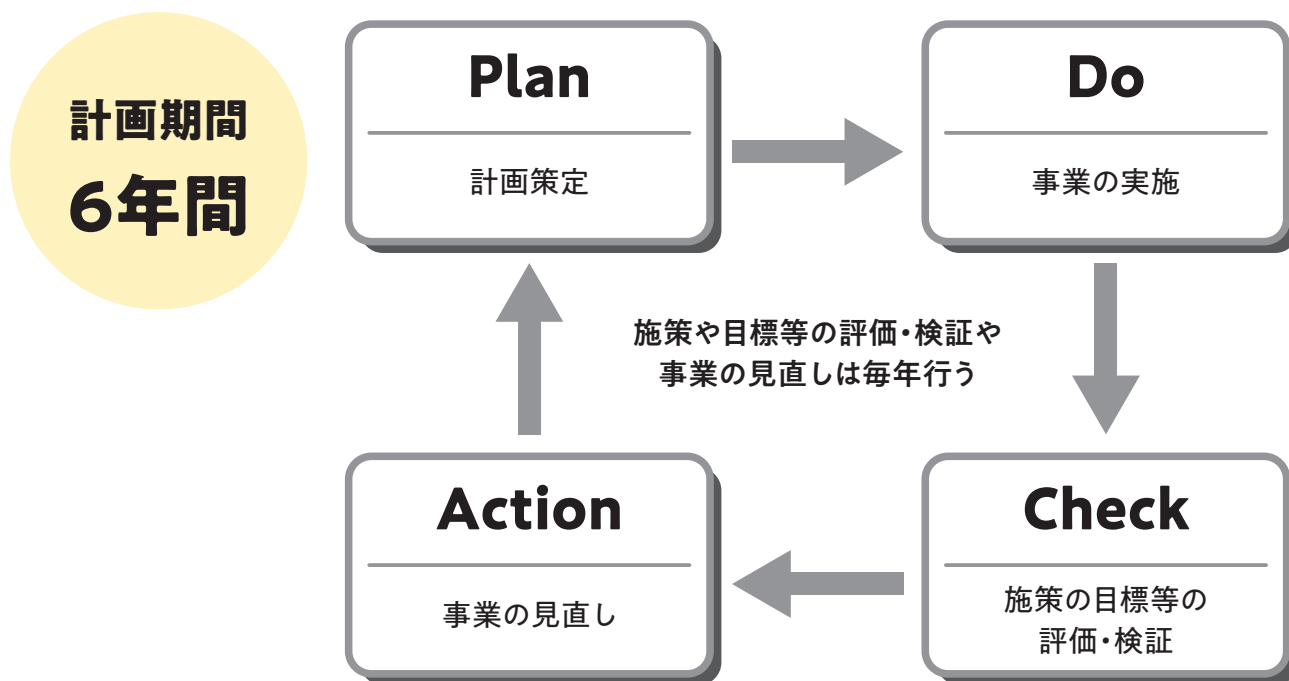 計画期間
6年間
Plan
計画策定
Do
事業の実施
施策や目標等の評価・検証や
事業の見直しは毎年行う
Action
事業の見直し
Check
施策の目標等の
評価・検証